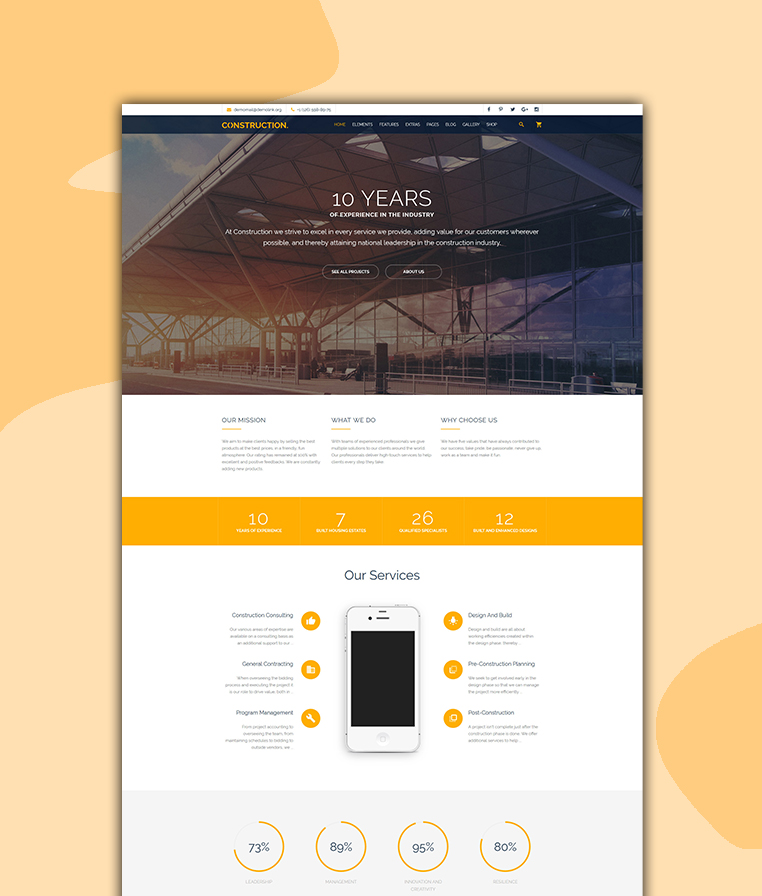 demomail@demolink.org +1 (126) 598-89-75
CONSTRUCTION. HOME ELEMENTS FEATURES EXTRAS PAGES BLOG GALLERY SHOP
10 YEARS
OF EXPERIENCE IN THE INDUSTRY
At Construction we strive to excel in every service we provide, adding value for our customers wherever
possible, and thereby attaining national leadership in the construction industry.
SEE ALL PROJECTS ABOUT US
OUR MISSION
We aim to make clients happy by selling the best
products at the best prices, in a friendly, fun
atmosphere. Our rating has remained at 100% with
excellent and positive feedbacks. We are constantly
adding new products.
WHAT WE DO
With teams of experienced professionals we give
multiple solutions to our clients around the world.
Our professionals deliver high touch services to help
clients every step they take.
WHY CHOOSE US
We have five values that have always contributed to
our success: take pride, be passionate, never give up,
work as a team and make it fun.
10 7 26 12
YEARS OF EXPERIENCE BUILT HOUSING ESTATES QUALIFIED SPECIALISTS BUILT AND ENHANCED DESIGNS
Our Services
Construction Consulting
Our various areas of expertise are
available on a consulting basis as
an additional support to our ...
General Contracting
When overseeing the bidding
process and executing the project it
is our role to drive value, both in ...
Program Management
From project accounting to
overseeing the team, from
maintaining schedules to bidding to
outside vendors, we ...
Design And Build
Design and build are all about
working efficiencies created within
the design phase, thereby ...
Pre-Construction Planning
We seek to get involved early in the
design phase so that we can manage
the project more efficiently ...
Post-Construction
A project isn't complete just after the
construction phase is done. We offer
additional services to help ...
73% 89% 95% 80%
LEADERSHIP MANAGEMENT INNOVATION AND RESILIENCE
CREATIVITY